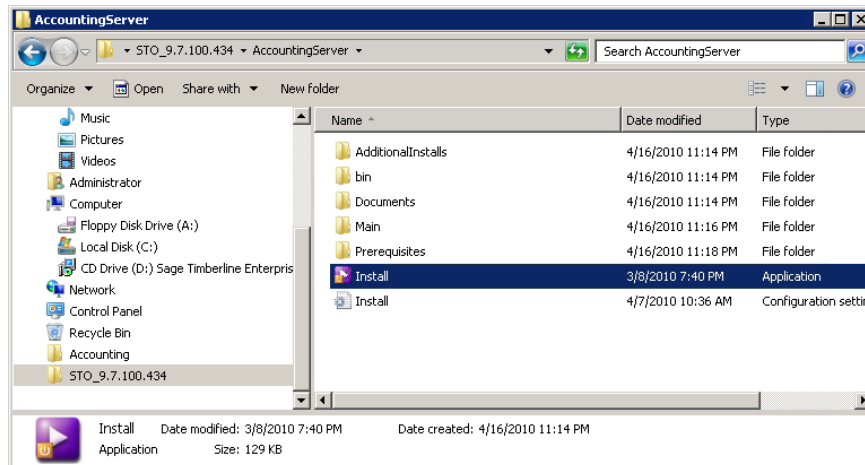 AccountingServer
STO_9.7.100.434 AccountingServer
Search AccountingServer
Organize Open Share with New folder
Name Date modified Type
Music
Pictures
Videos
Administrator
Computer
Floppy Disk Drive (A:)
Local Disk (C:)
CD Drive (D:) Sage Timberline Enterpris
Network
Control Panel
Recycle Bin
Accounting
STO_9.7.100.434
AdditionalInstalls 4/16/2010 11:14 PM File folder
bin 4/16/2010 11:14 PM File folder
Documents 4/16/2010 11:14 PM File folder
Main 4/16/2010 11:16 PM File folder
Prerequisites 4/16/2010 11:18 PM File folder
Install 3/8/2010 7:40 PM Application
Install 4/7/2010 10:36 AM Configuration settin
Install Date modified: 3/8/2010 7:40 PM Date created: 4/16/2010 11:14 PM
Application Size: 129 KB